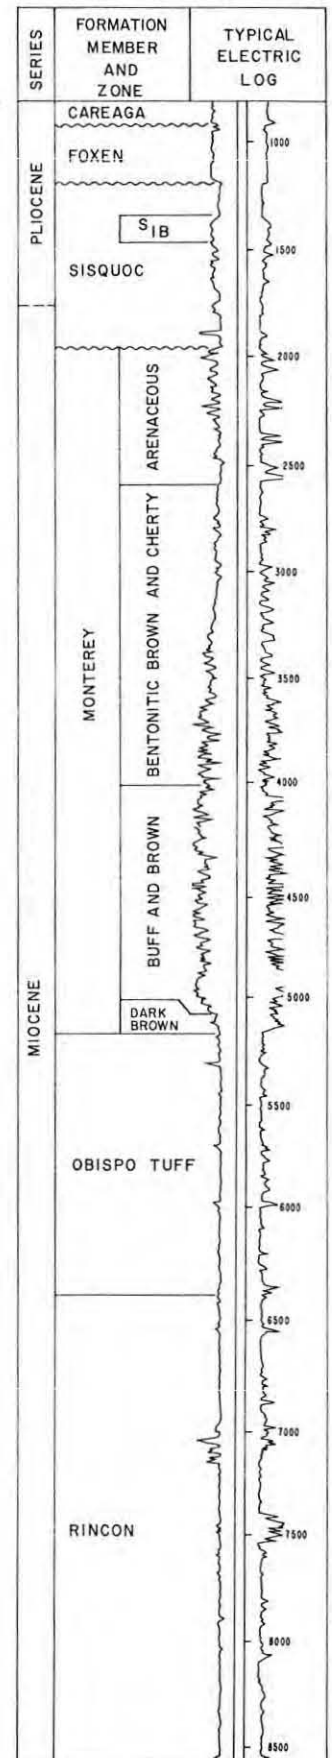 SERIES
FORMATION
MEMBER
AND
ZONE
TYPICAL
ELECTRIC
LOG
PLIOCENE
MIOCENE
CAREAGA
FOXEN
S1B
SISQUOC
MONTEREY
ARENACEOUS
BENTONITIC BROWN AND CHERTY
BUFF AND BROWN
DARK
BROWN
OBISPO TUFF
RINCON
1000
1500
2000
2500
3000
3500
4000
4500
5000
5500
6000
6500
7000
7500
8000
8500